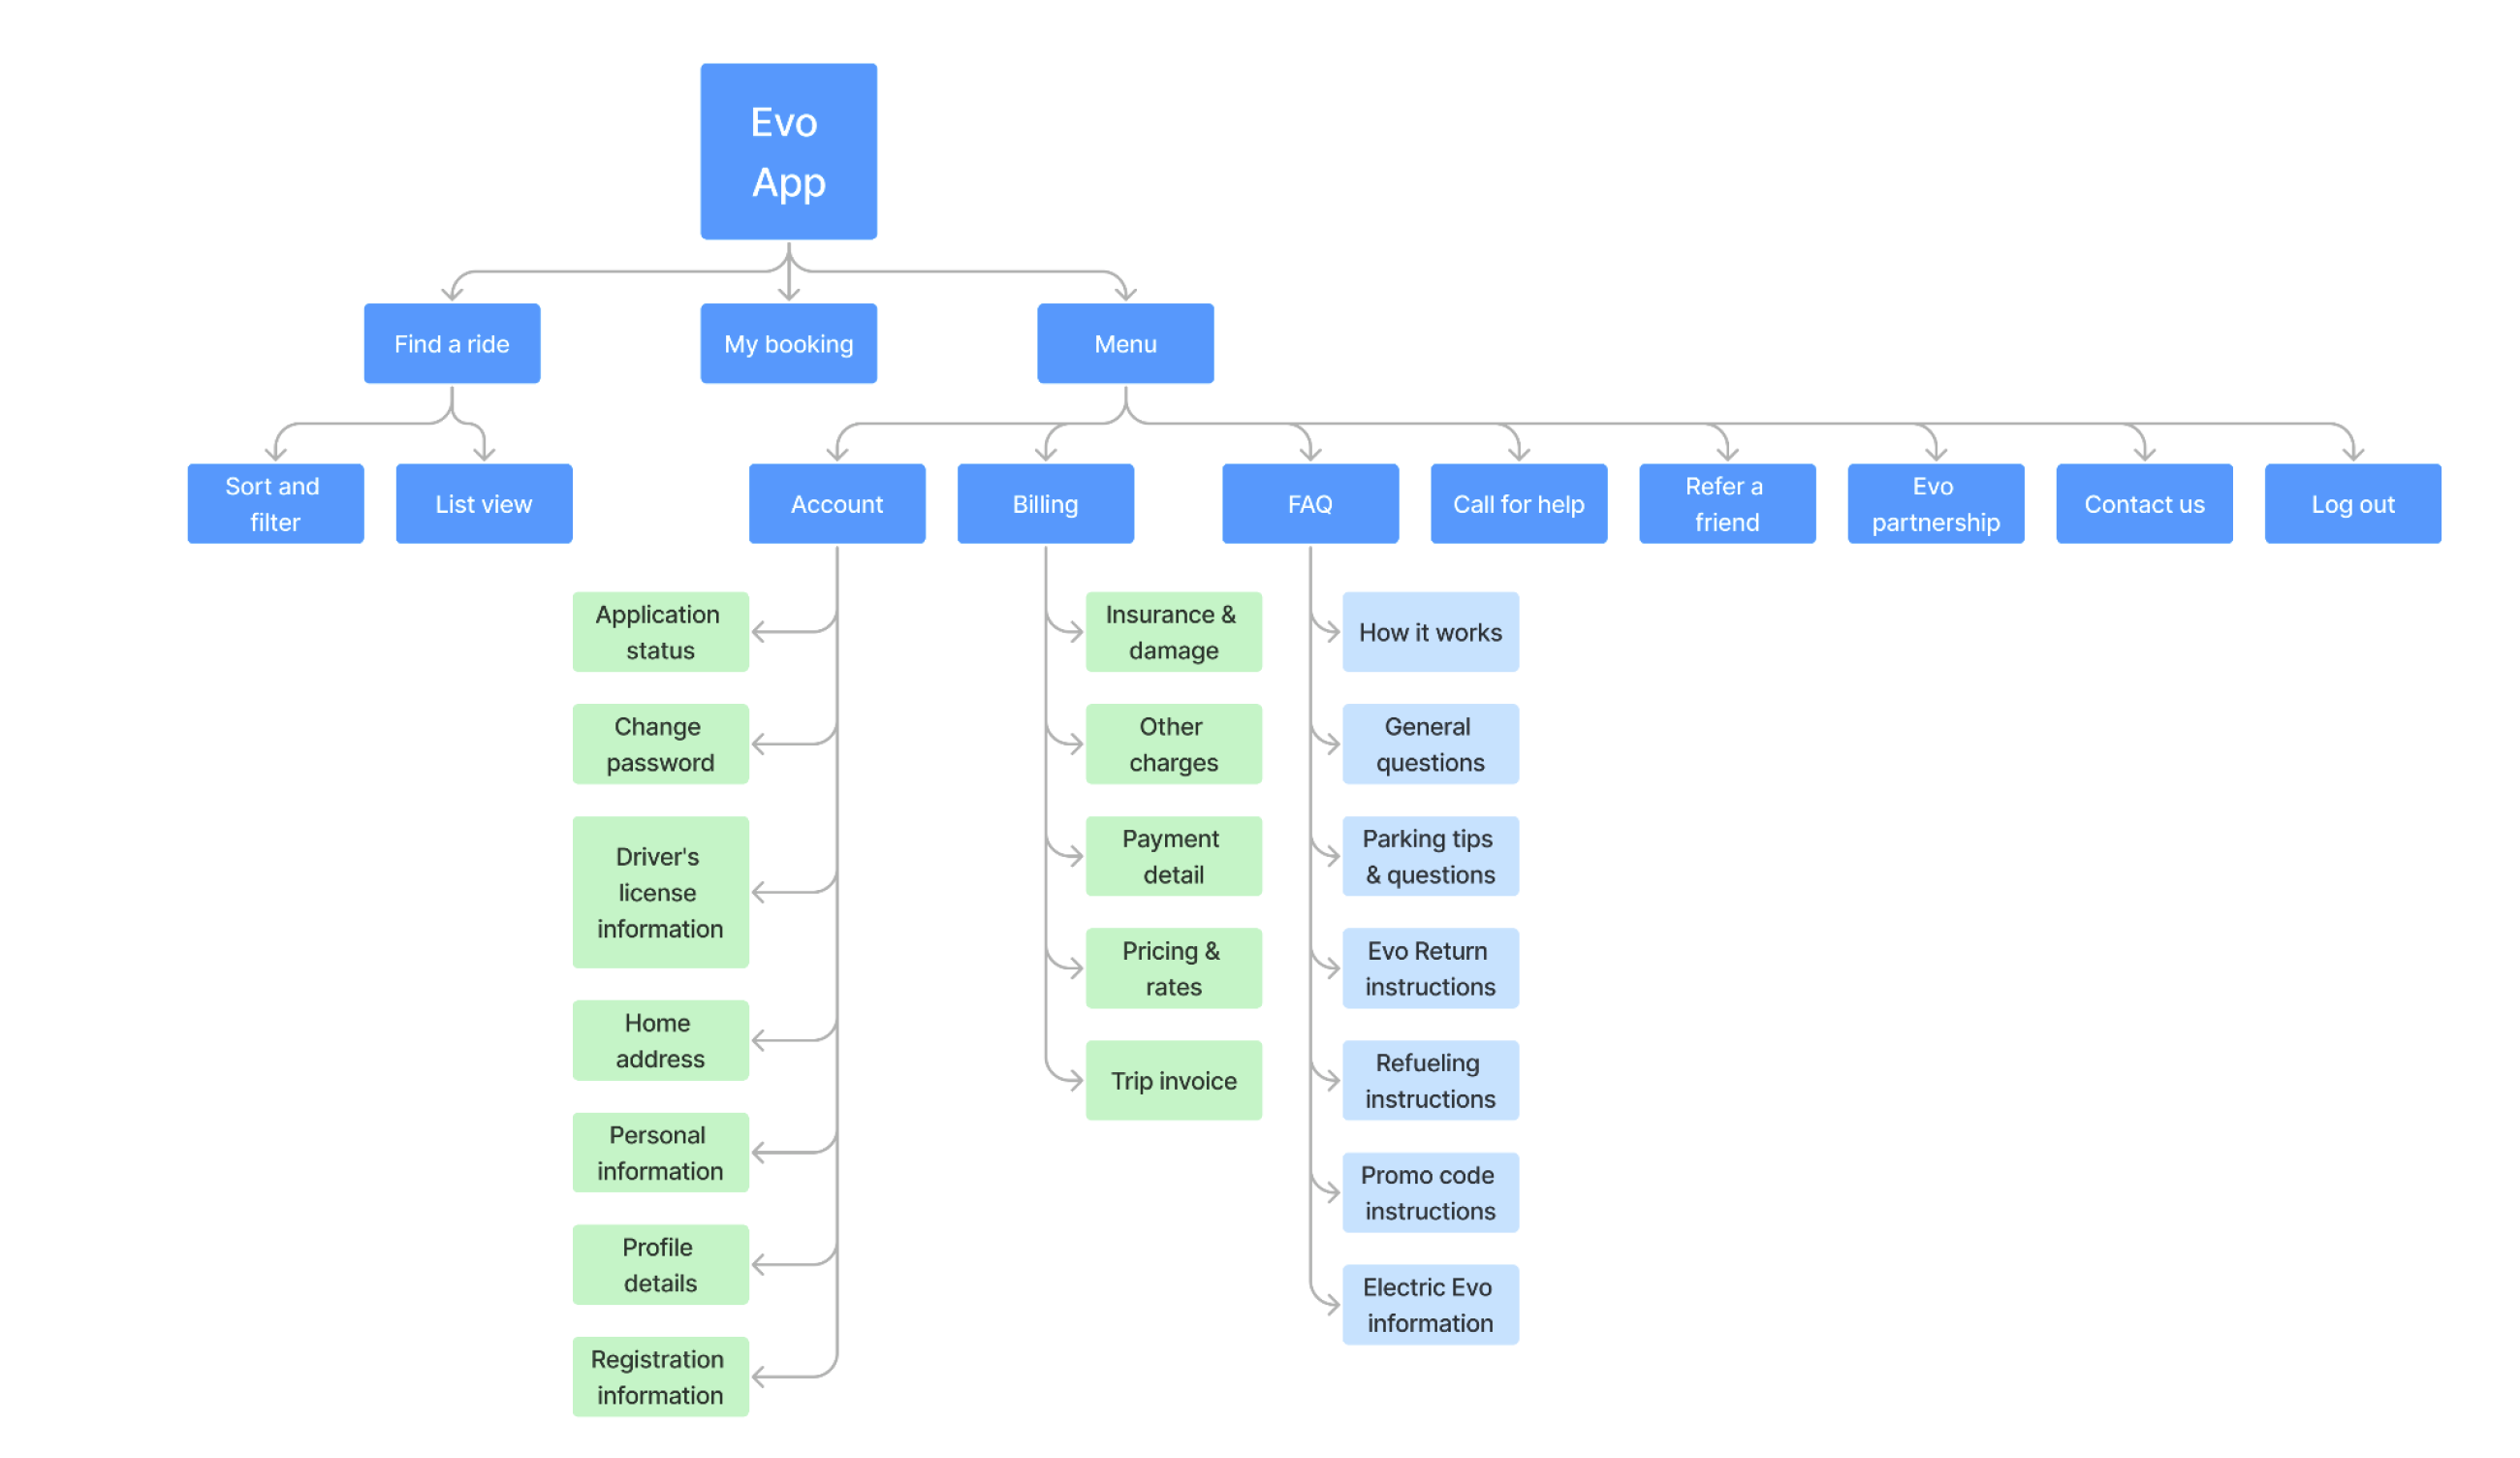 Evo
App
Find a ride
My booking
Menu
Sort and
filter
List view
Account
Billing
FAQ
Call for help
Refer a
friend
Evo
partnership
Contact us
Log out
Application
status
Change
password
Driver's
license
information
Home
address
Personal
information
Profile
details
Registration
information
Insurance &
damage
Other
charges
Payment
detail
Pricing &
rates
Trip invoice
How it works
General
questions
Parking tips
& questions
Evo Return
instructions
Refueling
instructions
Promo code
instructions
Electric Evo
information